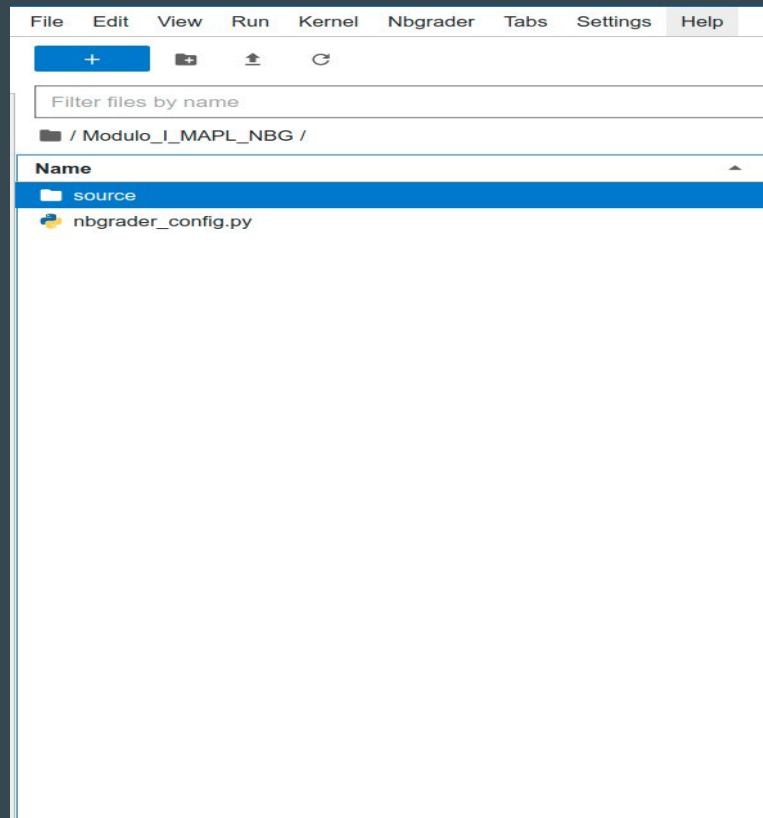 File Edit View Run Kernel Nbgrader Tabs Settings Help
Filter files by name
/ Modulo_I_MAPL_NBG /
Name
source
nbgrader_config.py